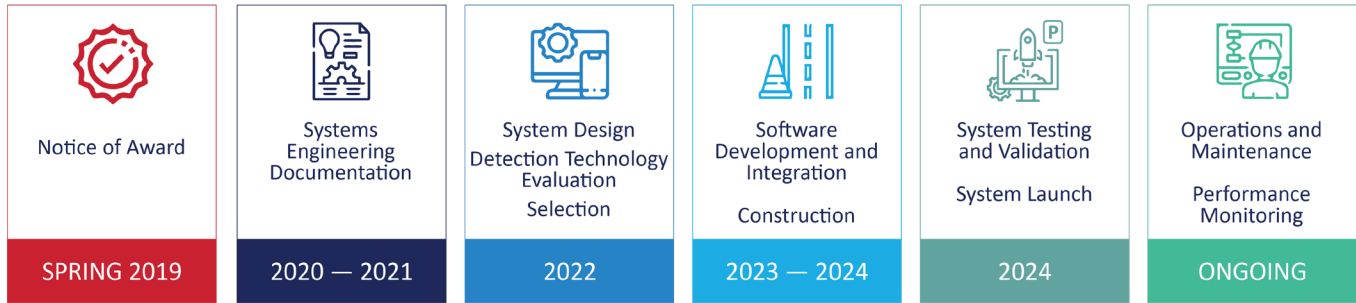 Notice of Award
SPRING 2019
Systems
Engineering
Documentation
2020 — 2021
System Design
Detection Technology
Evaluation
Selection
2022
Software
Development and
Integration
Construction
2023 — 2024
P
System Testing
and Validation
System Launch
2024
Operations and
Maintenance
Performance
Monitoring
ONGOING